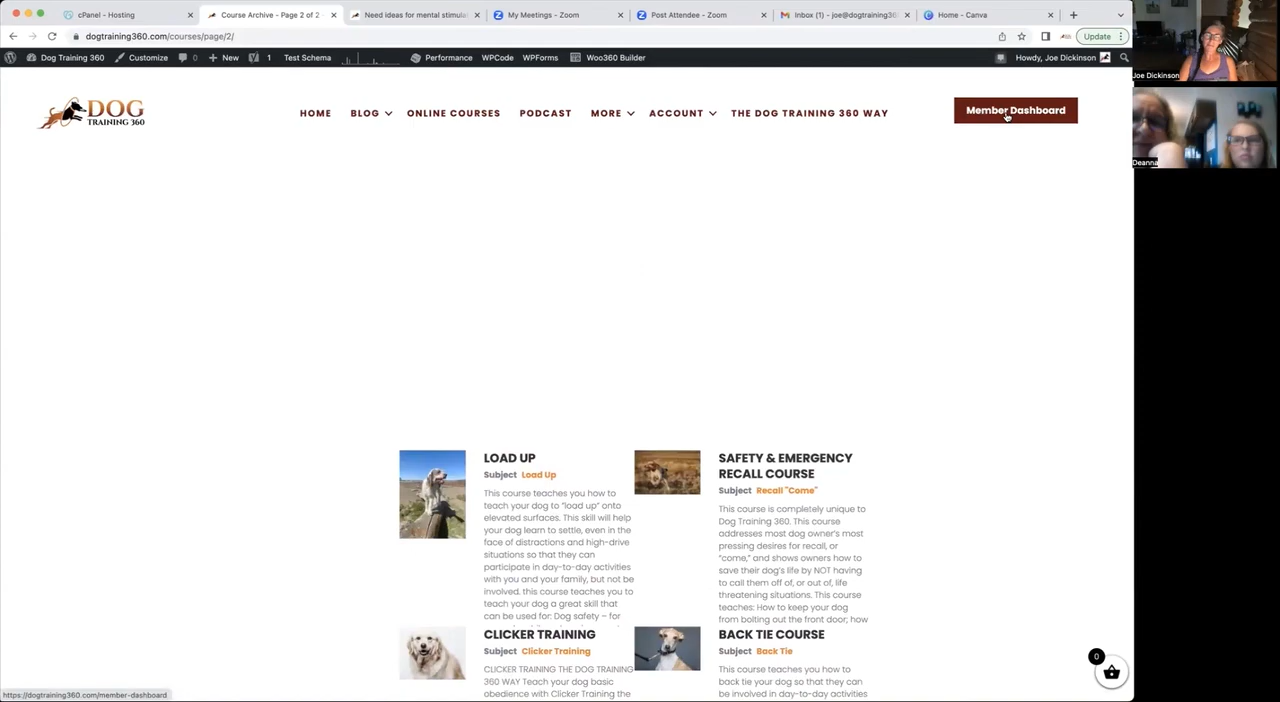 cPanel - Hosting
Course Archive - Page 2 of 2
Need ideas for mental stimula
My Meetings - Zoom
Post Attendee - Zoom
Inbox (1) - joe@dogtraining36
Home - Canva
dogtraining360.com/courses/page/2/
Update
Dog Training 360
Customize
0
New
1
Test Schema
Performance
WPCode
WPForms
Woo360 Builder
Howdy, Joe Dickinson
Joe Dickinson
Deanna
DOG
TRAINING 360
HOME
BLOG
ONLINE COURSES
PODCAST
MORE
ACCOUNT
THE DOG TRAINING 360 WAY
Member Dashboard
LOAD UP
Subject Load Up
This course teaches you how to
teach your dog to "load up" onto
elevated surfaces. This skill will help
your dog learn to settle, even in the
face of distractions and high-drive
situations so that they can
participate in day-to-day activities
with you and your family, but not be
involved. this course teaches you to
teach your dog a great skill that
can be used for: Dog safety – for
SAFETY & EMERGENCY
RECALL COURSE
Subject Recall "Come"
This course is completely unique to
Dog Training 360. This course
addresses most dog owner's most
pressing desires for recall, or
"come," and shows owners how to
save their dog's life by NOT having
to call them off of, or out of, life
threatening situations. This course
teaches: How to keep your dog
from bolting out the front door; how
CLICKER TRAINING
Subject Clicker Training
CLICKER TRAINING THE DOG TRAINING
360 WAY Teach your dog basic
obedience with Clicker Training the
BACK TIE COURSE
Subject Back Tie
This course teaches you how to
back tie your dog so that they can
be involved in day-to-day activities
0
https://dogtraining360.com/member-dashboard